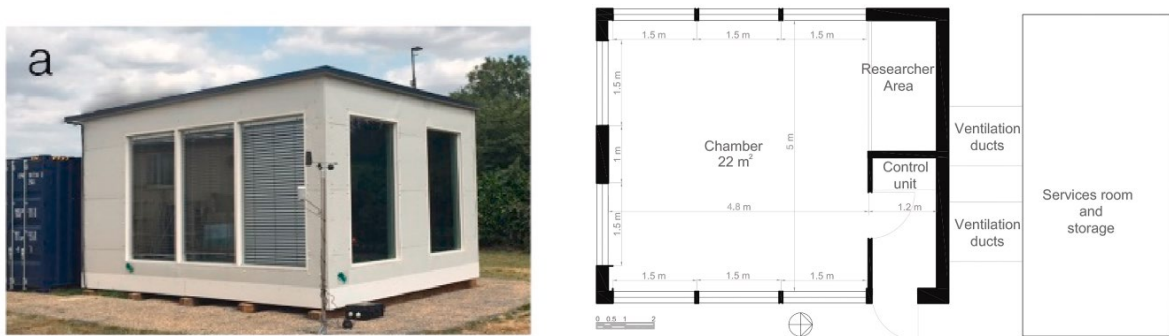 a
1.5 m
1.5 m
1.5 m
1.5 m
Researcher
Area
Ventilation
ducts
Chamber
22 m²
5 m
1 m
Control
unit
4.8 m
1.2 m
Services room
and
storage
Ventilation
ducts
1.5 m
1.5 m
1.5 m
1.5 m
0 0.5 1 2